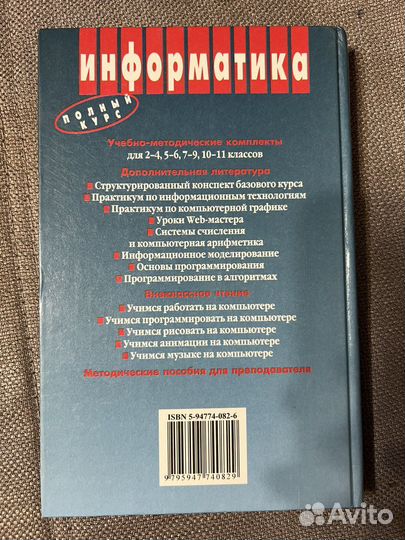 информатика
ПОЛНЫЙ
КУРС
Учебно-методические комплекты
для 2–4, 5–6, 7–9, 10–11 классов
Дополнительная литература
Структурированный конспект базового курса
Практикум по информационным технологиям
Практикум по компьютерной графике
Уроки Web-мастера
Системы счисления
и компьютерная арифметика
Информационное моделирование
Основы программирования
Программирование в алгоритмах
Внеклассное чтение
Учимся работать на компьютере
Учимся программировать на компьютере
Учимся рисовать на компьютере
Учимся анимации на компьютере
Учимся музыке на компьютере
Методические пособия для преподавателя
ISBN 5-94774-082-6
9795947740829
Avito